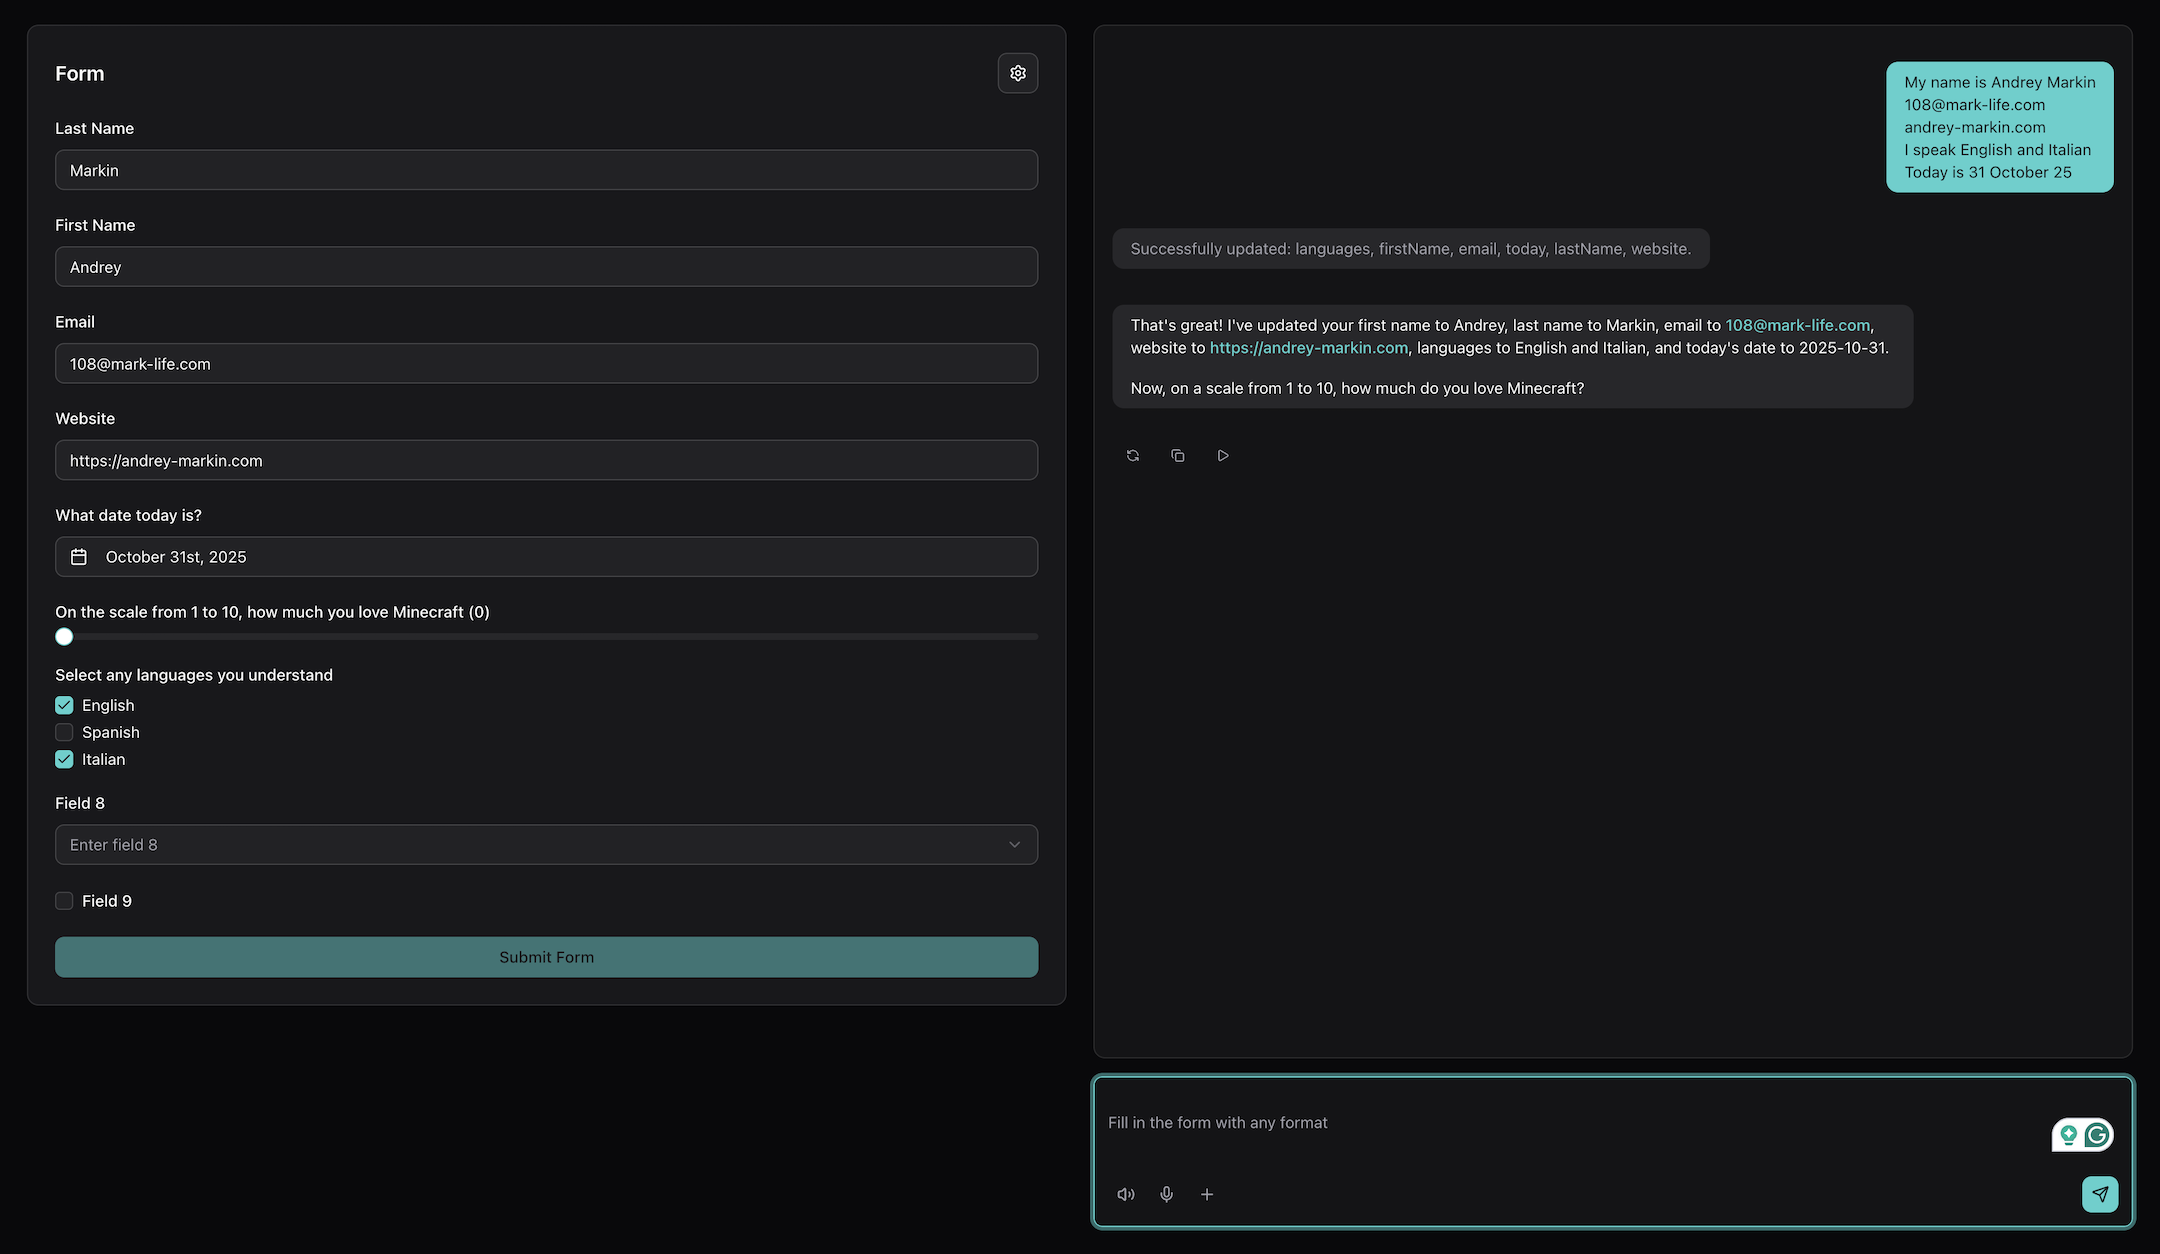 Form
Last Name
Markin
First Name
Andrey
Email
108@mark-life.com
Website
https://andrey-markin.com
What date today is?
October 31st, 2025
On the scale from 1 to 10, how much you love Minecraft (0)
Select any languages you understand
English
Spanish
Italian
Field 8
Enter field 8
Field 9
Submit Form
My name is Andrey Markin
108@mark-life.com
andrey-markin.com
I speak English and Italian
Today is 31 October 25
Successfully updated: languages, firstName, email, today, lastName, website.
That's great! I've updated your first name to Andrey, last name to Markin, email to 108@mark-life.com,
website to https://andrey-markin.com, languages to English and Italian, and today's date to 2025-10-31.
Now, on a scale from 1 to 10, how much do you love Minecraft?
Fill in the form with any format